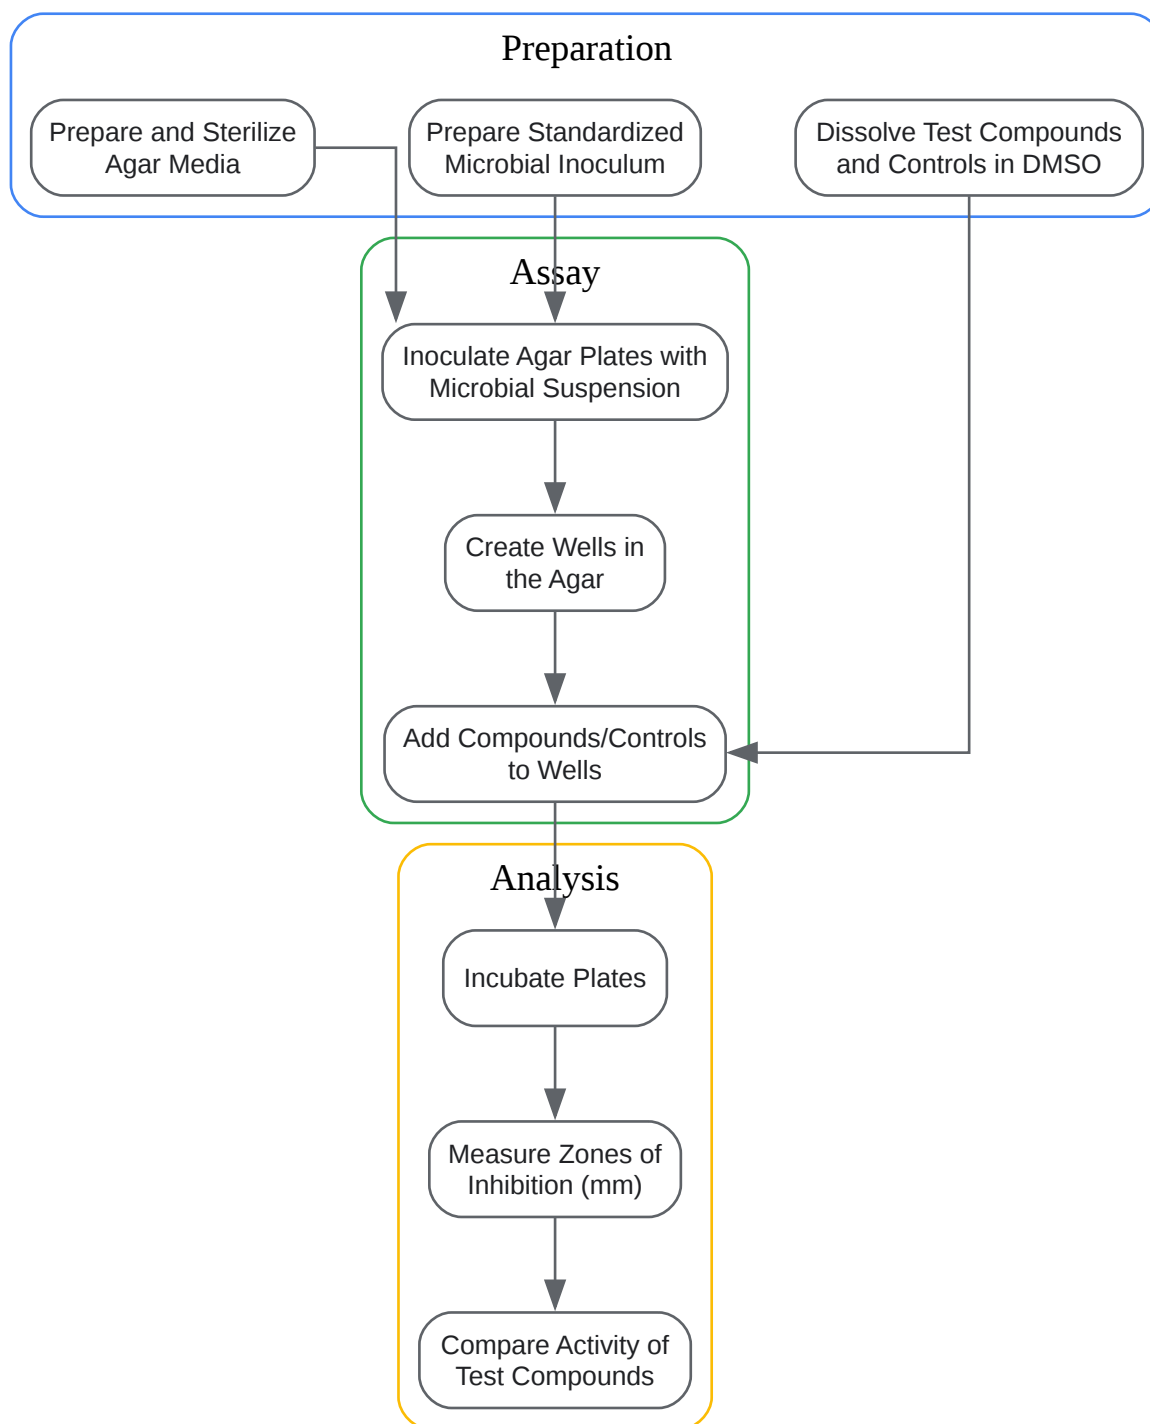 Preparation
Prepare and Sterilize
Agar Media
Prepare Standardized
Microbial Inoculum
Dissolve Test Compounds
and Controls in DMSO
Assay
Inoculate Agar Plates with
Microbial Suspension
Create Wells in
the Agar
Add Compounds/Controls
to Wells
Analysis
Incubate Plates
Measure Zones of
Inhibition (mm)
Compare Activity of
Test Compounds